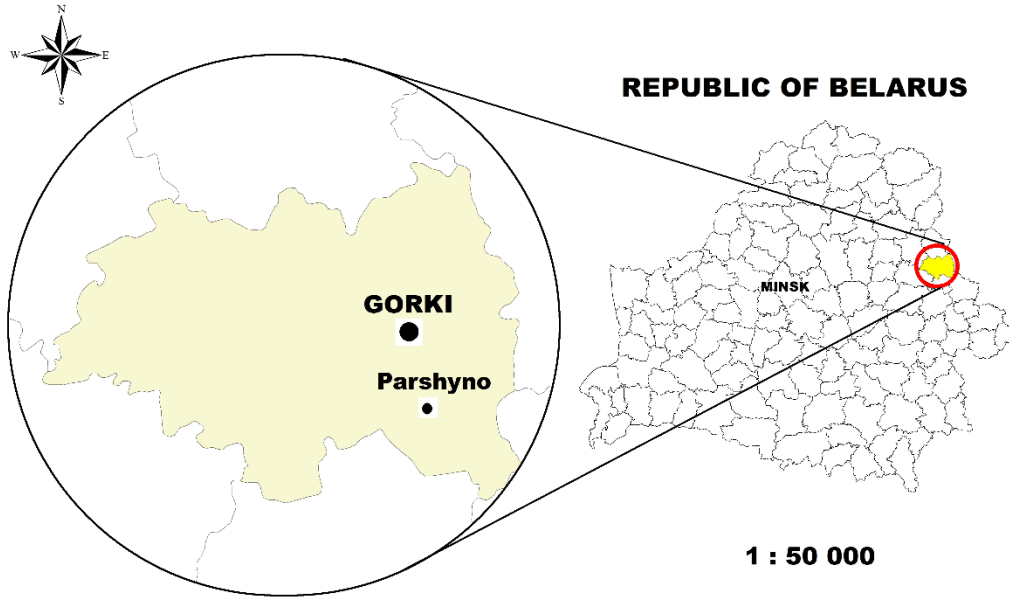 N
W E
S
REPUBLIC OF BELARUS
MINSK
GORKI
Parshyno
1 : 50 000